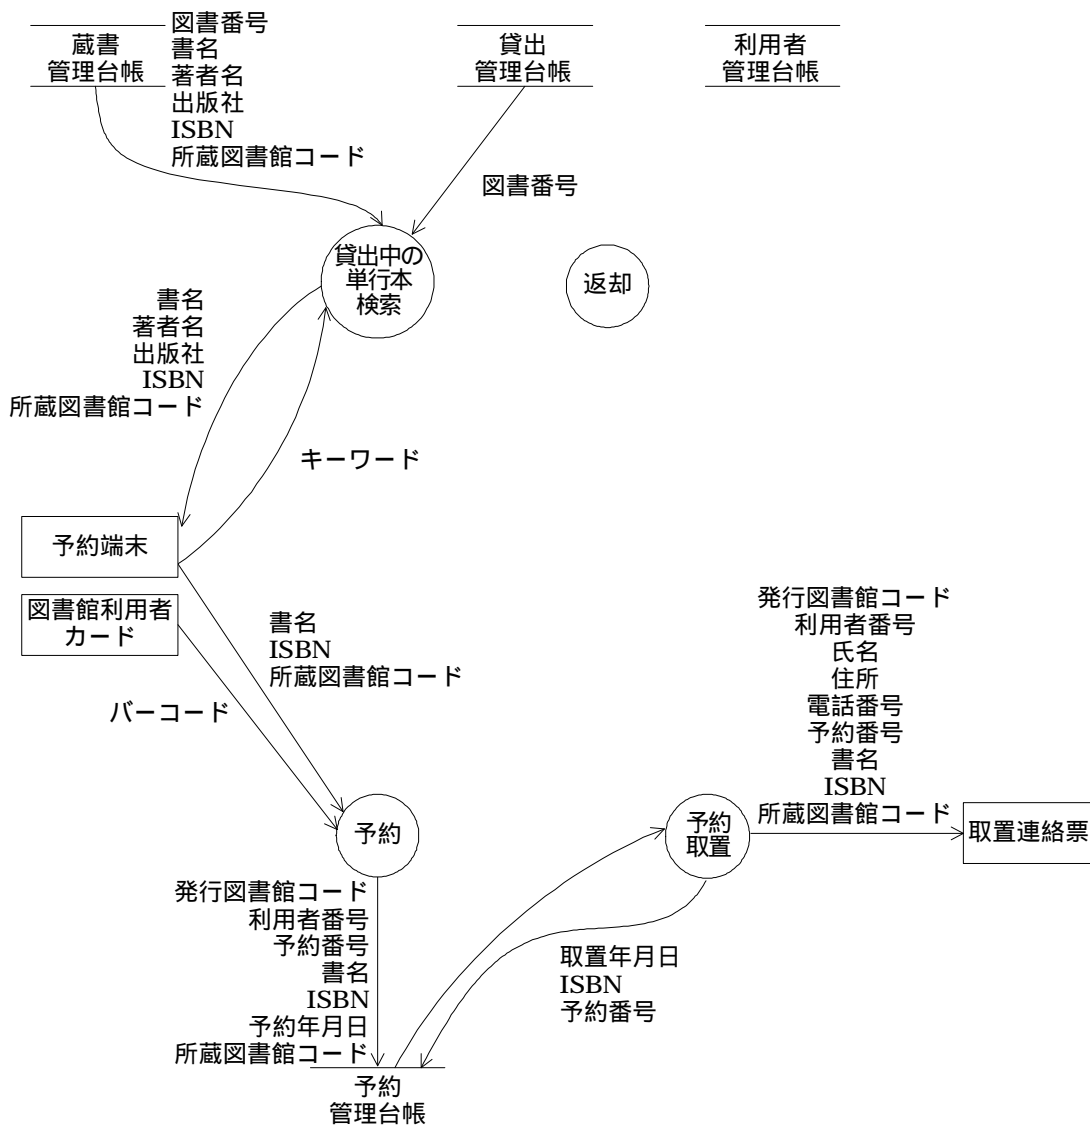 蔵書
管理台帳
図書番号
書名
著者名
出版社
ISBN
所蔵図書館コード
貸出
管理台帳
利用者
管理台帳
図書番号
貸出中の
単行本
検索
返却
書名
著者名
出版社
ISBN
所蔵図書館コード
キーワード
予約端末
図書館利用者
カード
書名
ISBN
所蔵図書館コード
バーコード
発行図書館コード
利用者番号
氏名
住所
電話番号
予約番号
書名
ISBN
所蔵図書館コード
予約
予約
取置
取置連絡票
発行図書館コード
利用者番号
予約番号
書名
ISBN
予約年月日
所蔵図書館コード
取置年月日
ISBN
予約番号
予約
管理台帳